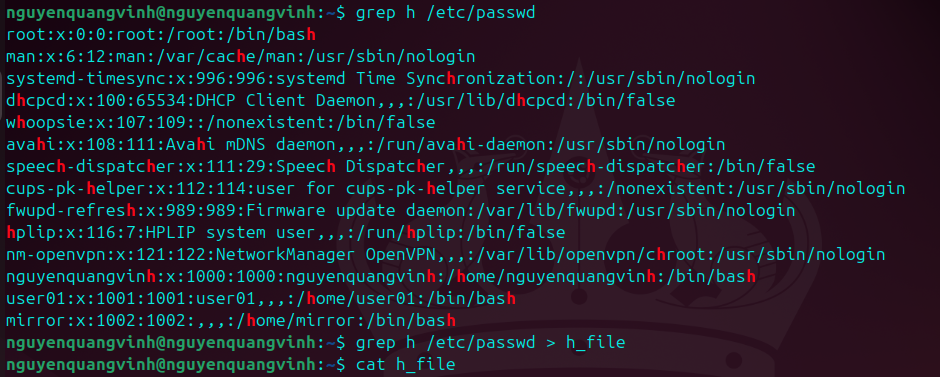 nguyenquangvinh@nguyenquangvinh:~$ grep h /etc/passwd
root:x:0:0:root:/root:/bin/bash
man:x:6:12:man:/var/cache/man:/usr/sbin/nologin
systemd-timesync:x:996:996:systemd Time Synchronization:/:/usr/sbin/nologin
dhcpcd:x:100:65534:DHCP Client Daemon,,,:/usr/lib/dhcpcd:/bin/false
whoopsie:x:107:109::/nonexistent:/bin/false
avahi:x:108:111:Avahi mDNS daemon,,,:/run/avahi-daemon:/usr/sbin/nologin
speech-dispatcher:x:111:29:Speech Dispatcher,,,:/run/speech-dispatcher:/bin/false
cups-pk-helper:x:112:114:user for cups-pk-helper service,,,:/nonexistent:/usr/sbin/nologin
fwupd-refresh:x:989:989:Firmware update daemon:/var/lib/fwupd:/usr/sbin/nologin
hplip:x:116:7:HPLIP system user,,,:/run/hplip:/bin/false
nm-openvpn:x:121:122:NetworkManager OpenVPN,,,:/var/lib/openvpn/chroot:/usr/sbin/nologin
nguyenquangvinh:x:1000:1000:nguyenquangvinh:/home/nguyenquangvinh:/bin/bash
user01:x:1001:1001:user01,,,:/home/user01:/bin/bash
mirror:x:1002:1002:,,,:/home/mirror:/bin/bash
nguyenquangvinh@nguyenquangvinh:~$ grep h /etc/passwd > h_file
nguyenquangvinh@nguyenquangvinh:~$ cat h_file